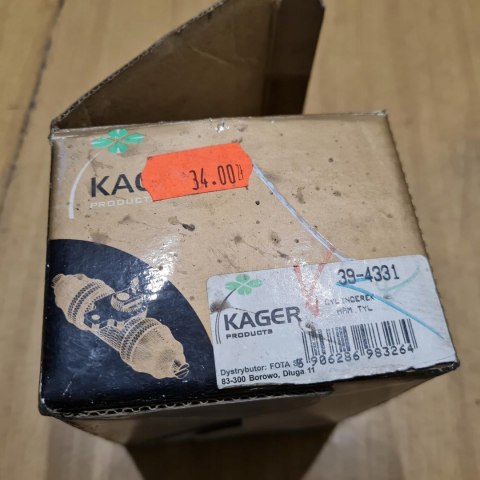 KAGER
PRODUCTS
34.00zł
39-4331
CYLINDEREK
HAM TYL
KAGER
PRODUCTS
5 906286 983264
Dystrybutor: FOTA
83-300 Borowo, Długa 11